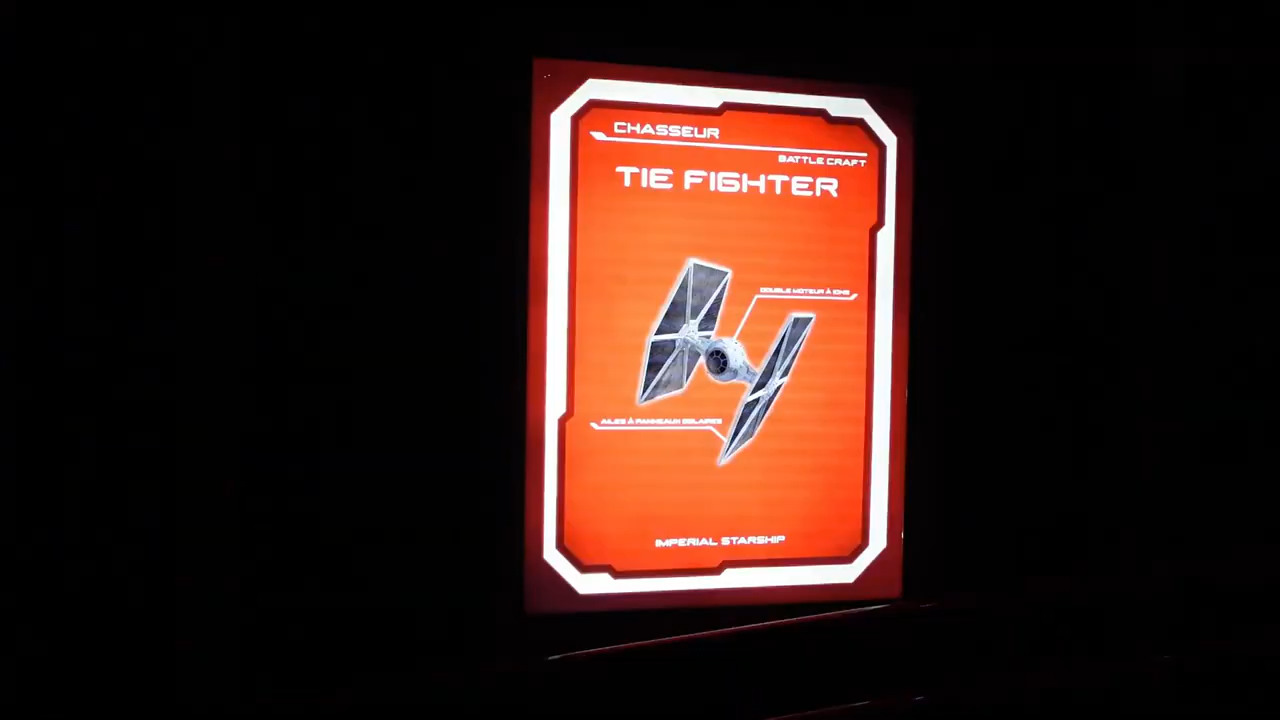 CHASSEUR
BATTLE CRAFT
TIE FIGHTER
DOUBLE MOTEUR À IONS
AILES À PANNEAUX SOLAIRES
IMPERIAL STARSHIP